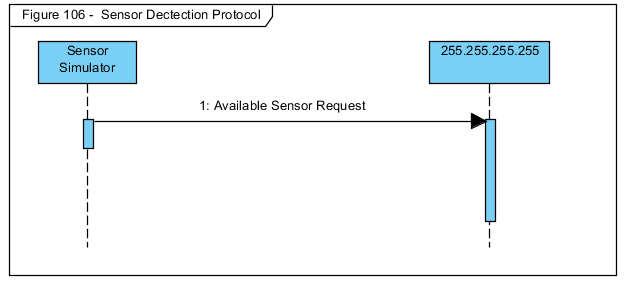 Figure 106 - Sensor Dectection Protocol
Sensor
Simulator
255.255.255.255
1: Available Sensor Request